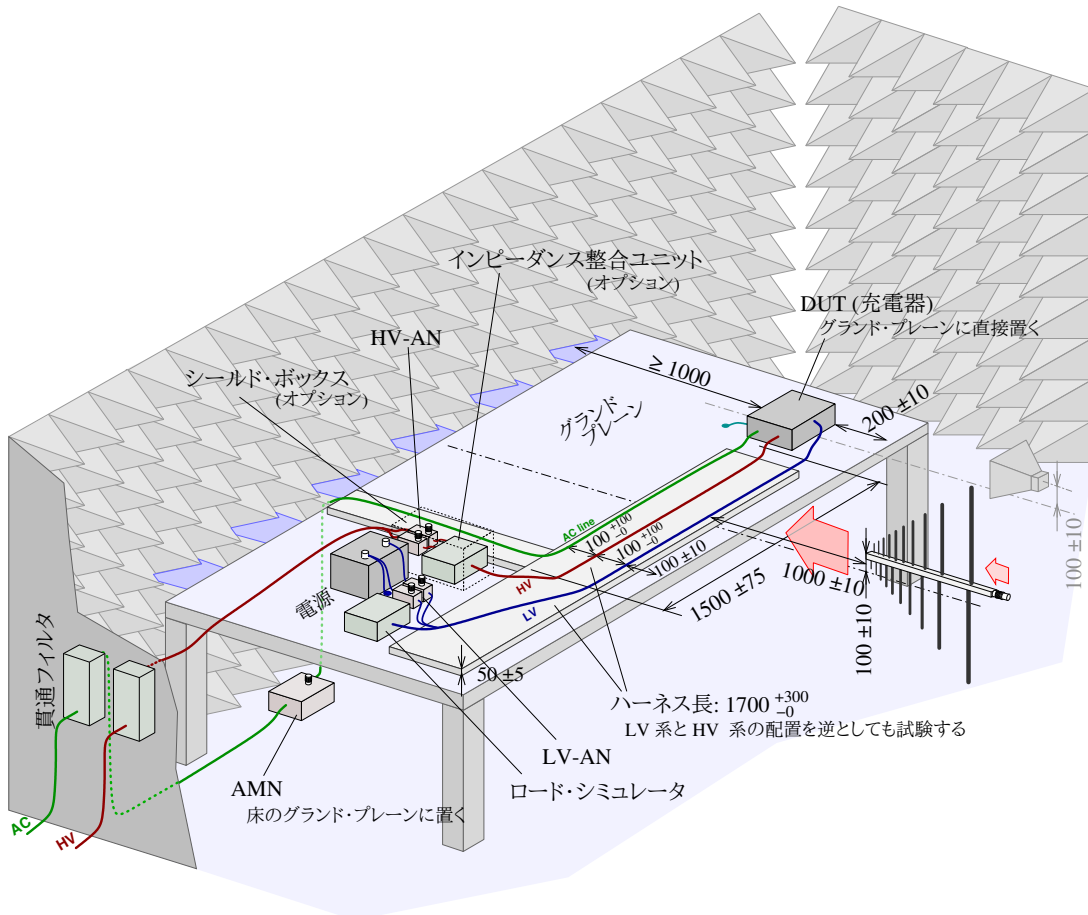 インピーダンス整合ユニット
(オプション)
HV-AN
シールド・ボックス
(オプション)
DUT (充電器)
グランド・プレーンに直接置く
≥ 1000
200 ±10
グランド
プレーン
AC line
100 +100 −0
100 +100 −0
100 ±10
HV
LV
1500 ±75
1000 ±10
100 ±10
100 ±10
電源
50 ±5
貫通フィルタ
ハーネス長: 1700 +300 −0
LV 系と HV 系の配置を逆としても試験する
LV-AN
ロード・シミュレータ
AMN
床のグランド・プレーンに置く
AC
HV